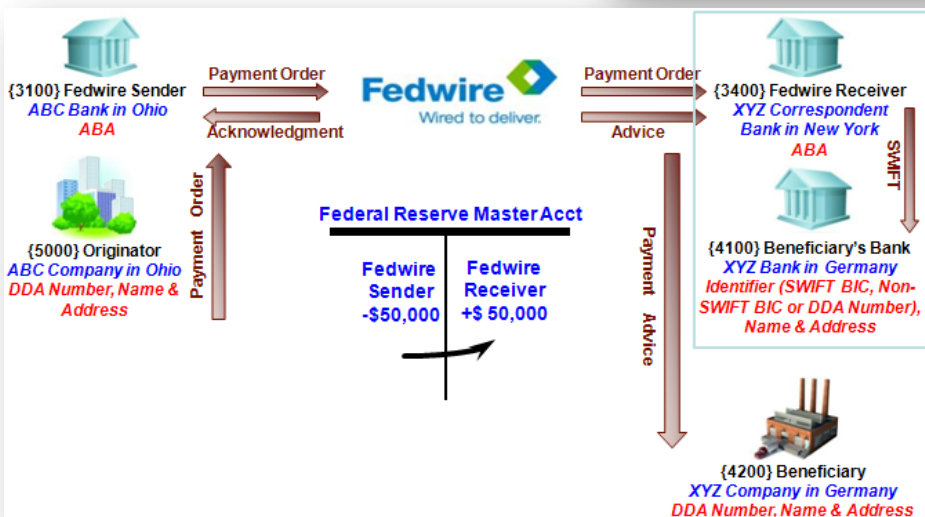 {3100} Fedwire Sender
ABC Bank in Ohio
ABA
Payment Order
Acknowledgment
Fedwire
Wired to deliver.
Payment Order
Advice
{3400} Fedwire Receiver
XYZ Correspondent
Bank in New York
ABA
SWIFT
{4100} Beneficiary's Bank
XYZ Bank in Germany
Identifier (SWIFT BIC, Non-
SWIFT BIC or DDA Number),
Name & Address
Payment Order
{5000} Originator
ABC Company in Ohio
DDA Number, Name &
Address
Federal Reserve Master Acct
Fedwire
Sender
-$50,000
Fedwire
Receiver
+$ 50,000
Payment Advice
{4200} Beneficiary
XYZ Company in Germany
DDA Number, Name & Address